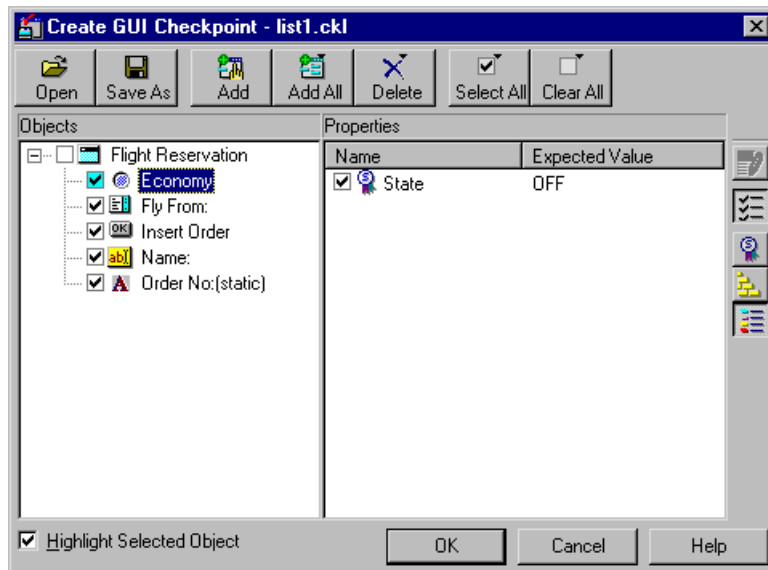 Create GUI Checkpoint - list1.ckl
Open Save As Add Add All Delete Select All Clear All
Objects Properties
Flight Reservation
Economy
Fly From:
Insert Order
Name:
Order No:(static)
Name Expected Value
State OFF
Highlight Selected Object
OK Cancel Help